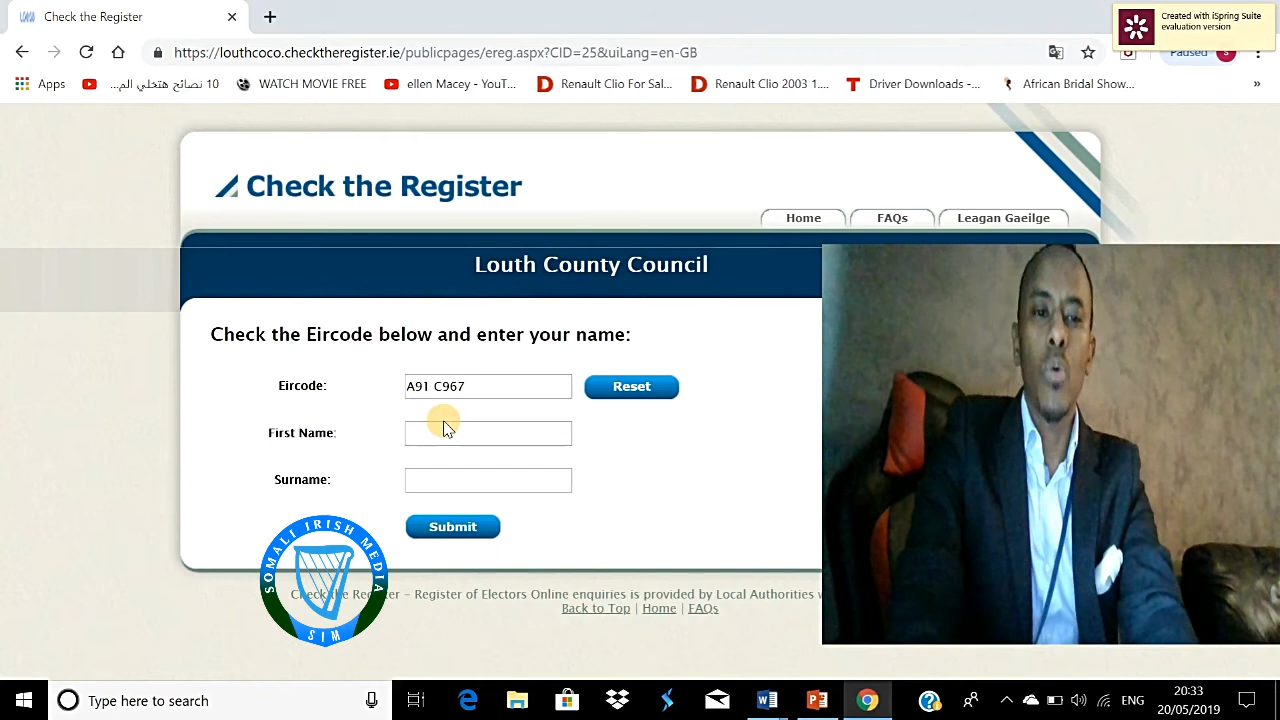 Check the Register
Created with iSpring Suite
evaluation version
https://louthcoco.checktheregister.ie/publicpages/ereg.aspx?CID=25&uiLang=en-GB
Paused
S
Apps
10 نصائح هتخلي الم...
WATCH MOVIE FREE
ellen Macey - YouT...
Renault Clio For Sal...
Renault Clio 2003 1....
Driver Downloads -...
African Bridal Show...
»
Check the Register
Home
FAQs
Leagan Gaeilge
Louth County Council
Check the Eircode below and enter your name:
Eircode:
A91 C967
Reset
First Name:
Surname:
Submit
SOMALI IRISH MEDIA
SIM
Check the Register - Register of Electors Online enquiries is provided by Local Authorities
Back to Top | Home | FAQs
Type here to search
ENG
20:33
20/05/2019